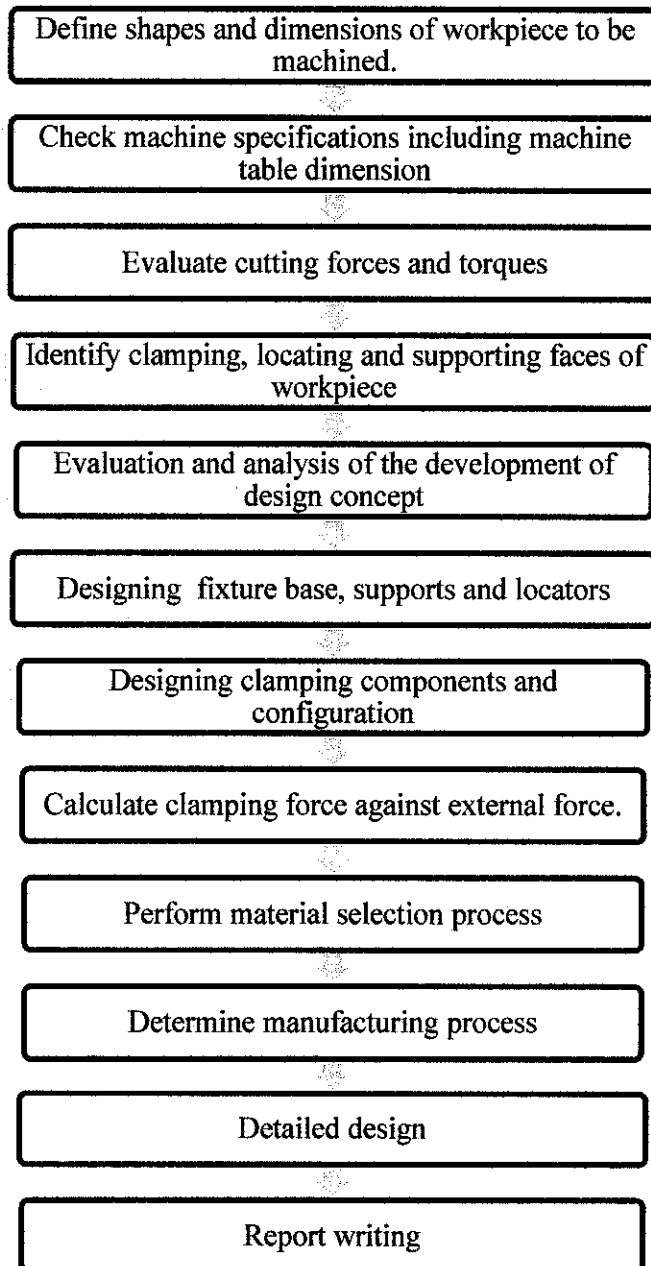 Define shapes and dimensions of workpiece to be
machined.
Check machine specifications including machine
table dimension
Evaluate cutting forces and torques
Identify clamping, locating and supporting faces of
workpiece
Evaluation and analysis of the development of
design concept
Designing fixture base, supports and locators
Designing clamping components and
configuration
Calculate clamping force against external force.
Perform material selection process
Determine manufacturing process
Detailed design
Report writing